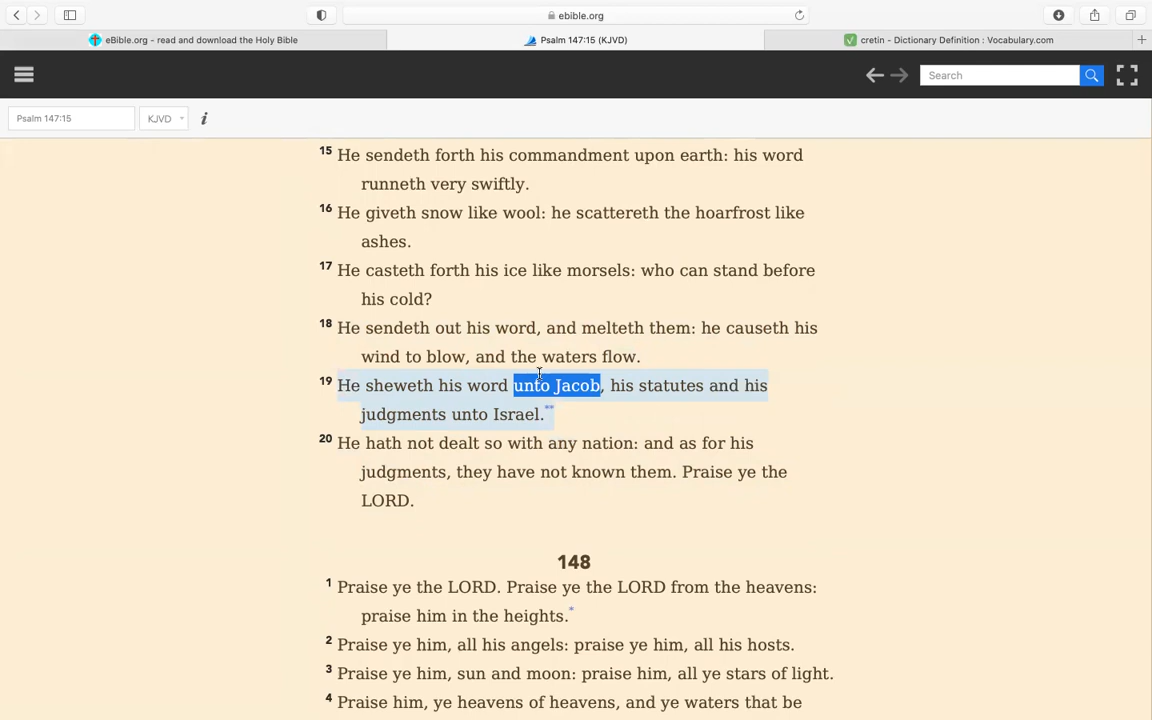 ebible.org
eBible.org - read and download the Holy Bible
Psalm 147:15 (KJVD)
cretin - Dictionary Definition : Vocabulary.com
Search
Psalm 147:15
KJVD
i
15 He sendeth forth his commandment upon earth: his word
runneth very swiftly.
16 He giveth snow like wool: he scattereth the hoarfrost like
ashes.
17 He casteth forth his ice like morsels: who can stand before
his cold?
18 He sendeth out his word, and melteth them: he causeth his
wind to blow, and the waters flow.
19 He sheweth his word unto Jacob, his statutes and his
judgments unto Israel.**
20 He hath not dealt so with any nation: and as for his
judgments, they have not known them. Praise ye the
LORD.
148
1 Praise ye the LORD. Praise ye the LORD from the heavens:
praise him in the heights.*
2 Praise ye him, all his angels: praise ye him, all his hosts.
3 Praise ye him, sun and moon: praise him, all ye stars of light.
4 Praise him, ye heavens of heavens, and ye waters that be